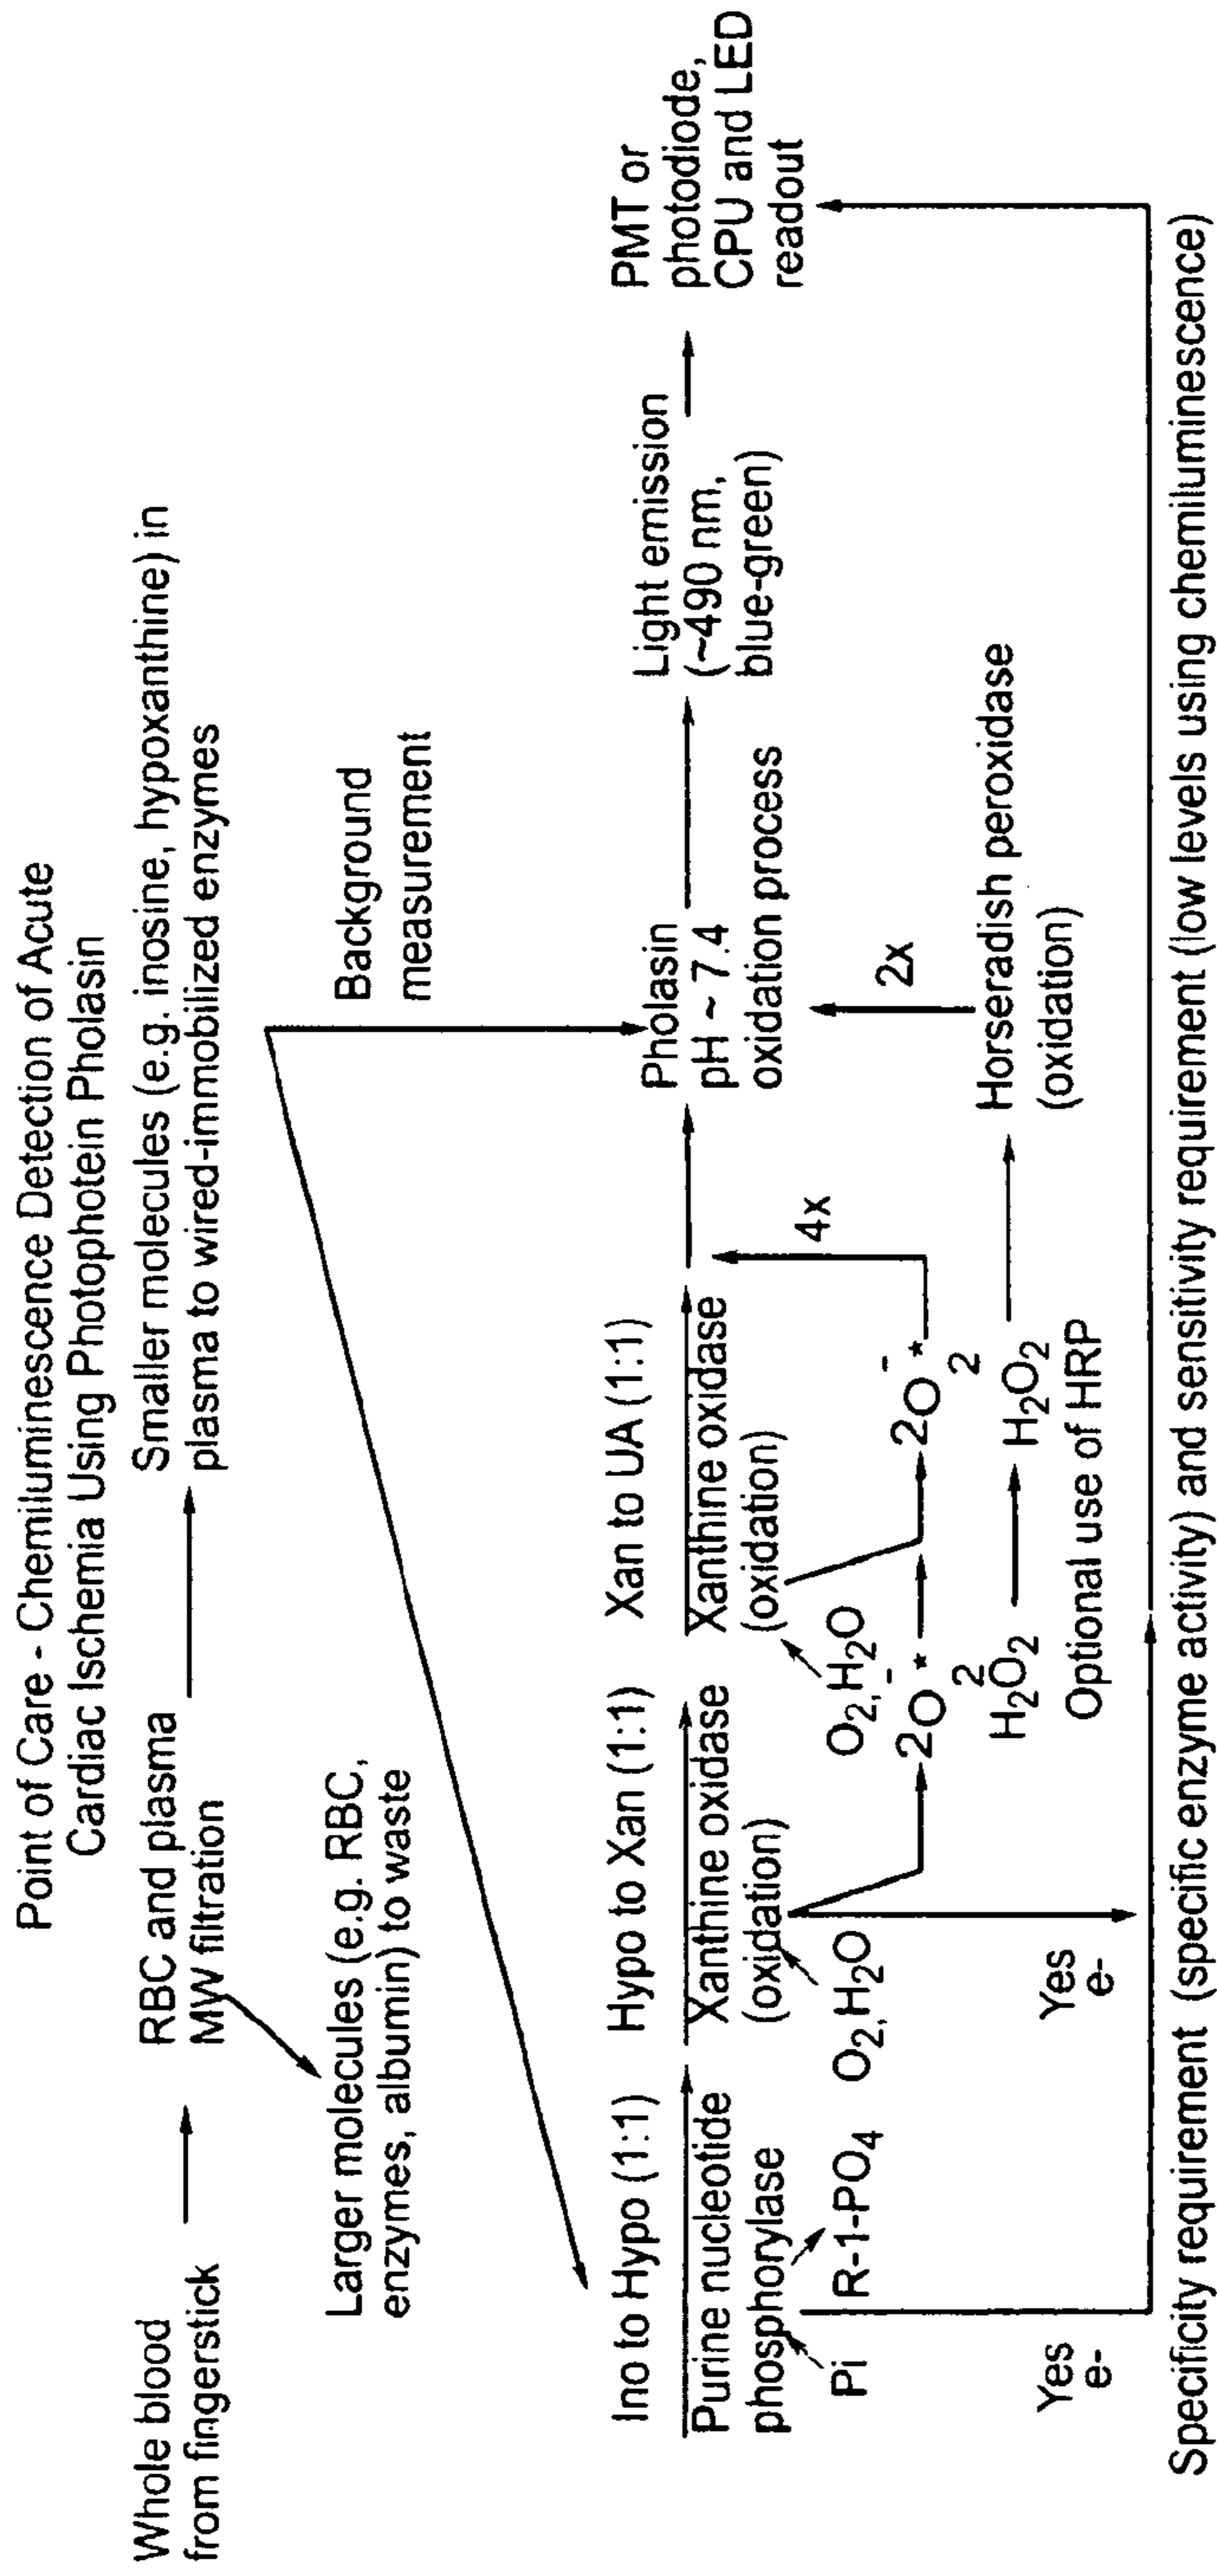 Point of Care - Chemiluminescence Detection of Acute
Cardiac Ischemia Using Photophotein Pholasin
Whole blood
from fingerstick
RBC and plasma
MW filtration
Smaller molecules (e.g. inosine, hypoxanthine) in
plasma to wired-immobilized enzymes
Larger molecules (e.g. RBC,
enzymes, albumin) to waste
Background
measurement
Ino to Hypo (1:1)
Purine nucleotide
phosphorylase
Pi
R-1-PO4
Hypo to Xan (1:1)
Xanthine oxidase
(oxidation)
O2,H2O
Xan to UA (1:1)
Xanthine oxidase
(oxidation)
O2,H2O
Pholasin
pH ~ 7.4
oxidation process
Light emission
(~490 nm,
blue-green)
PMT or
photodiode,
CPU and LED
readout
2O2-*
2O2-*
4x
H2O2
H2O2
Optional use of HRP
Horseradish peroxidase
(oxidation)
2x
Yes
e-
Yes
e-
Specificity requirement (specific enzyme activity) and sensitivity requirement (low levels using chemiluminescence)